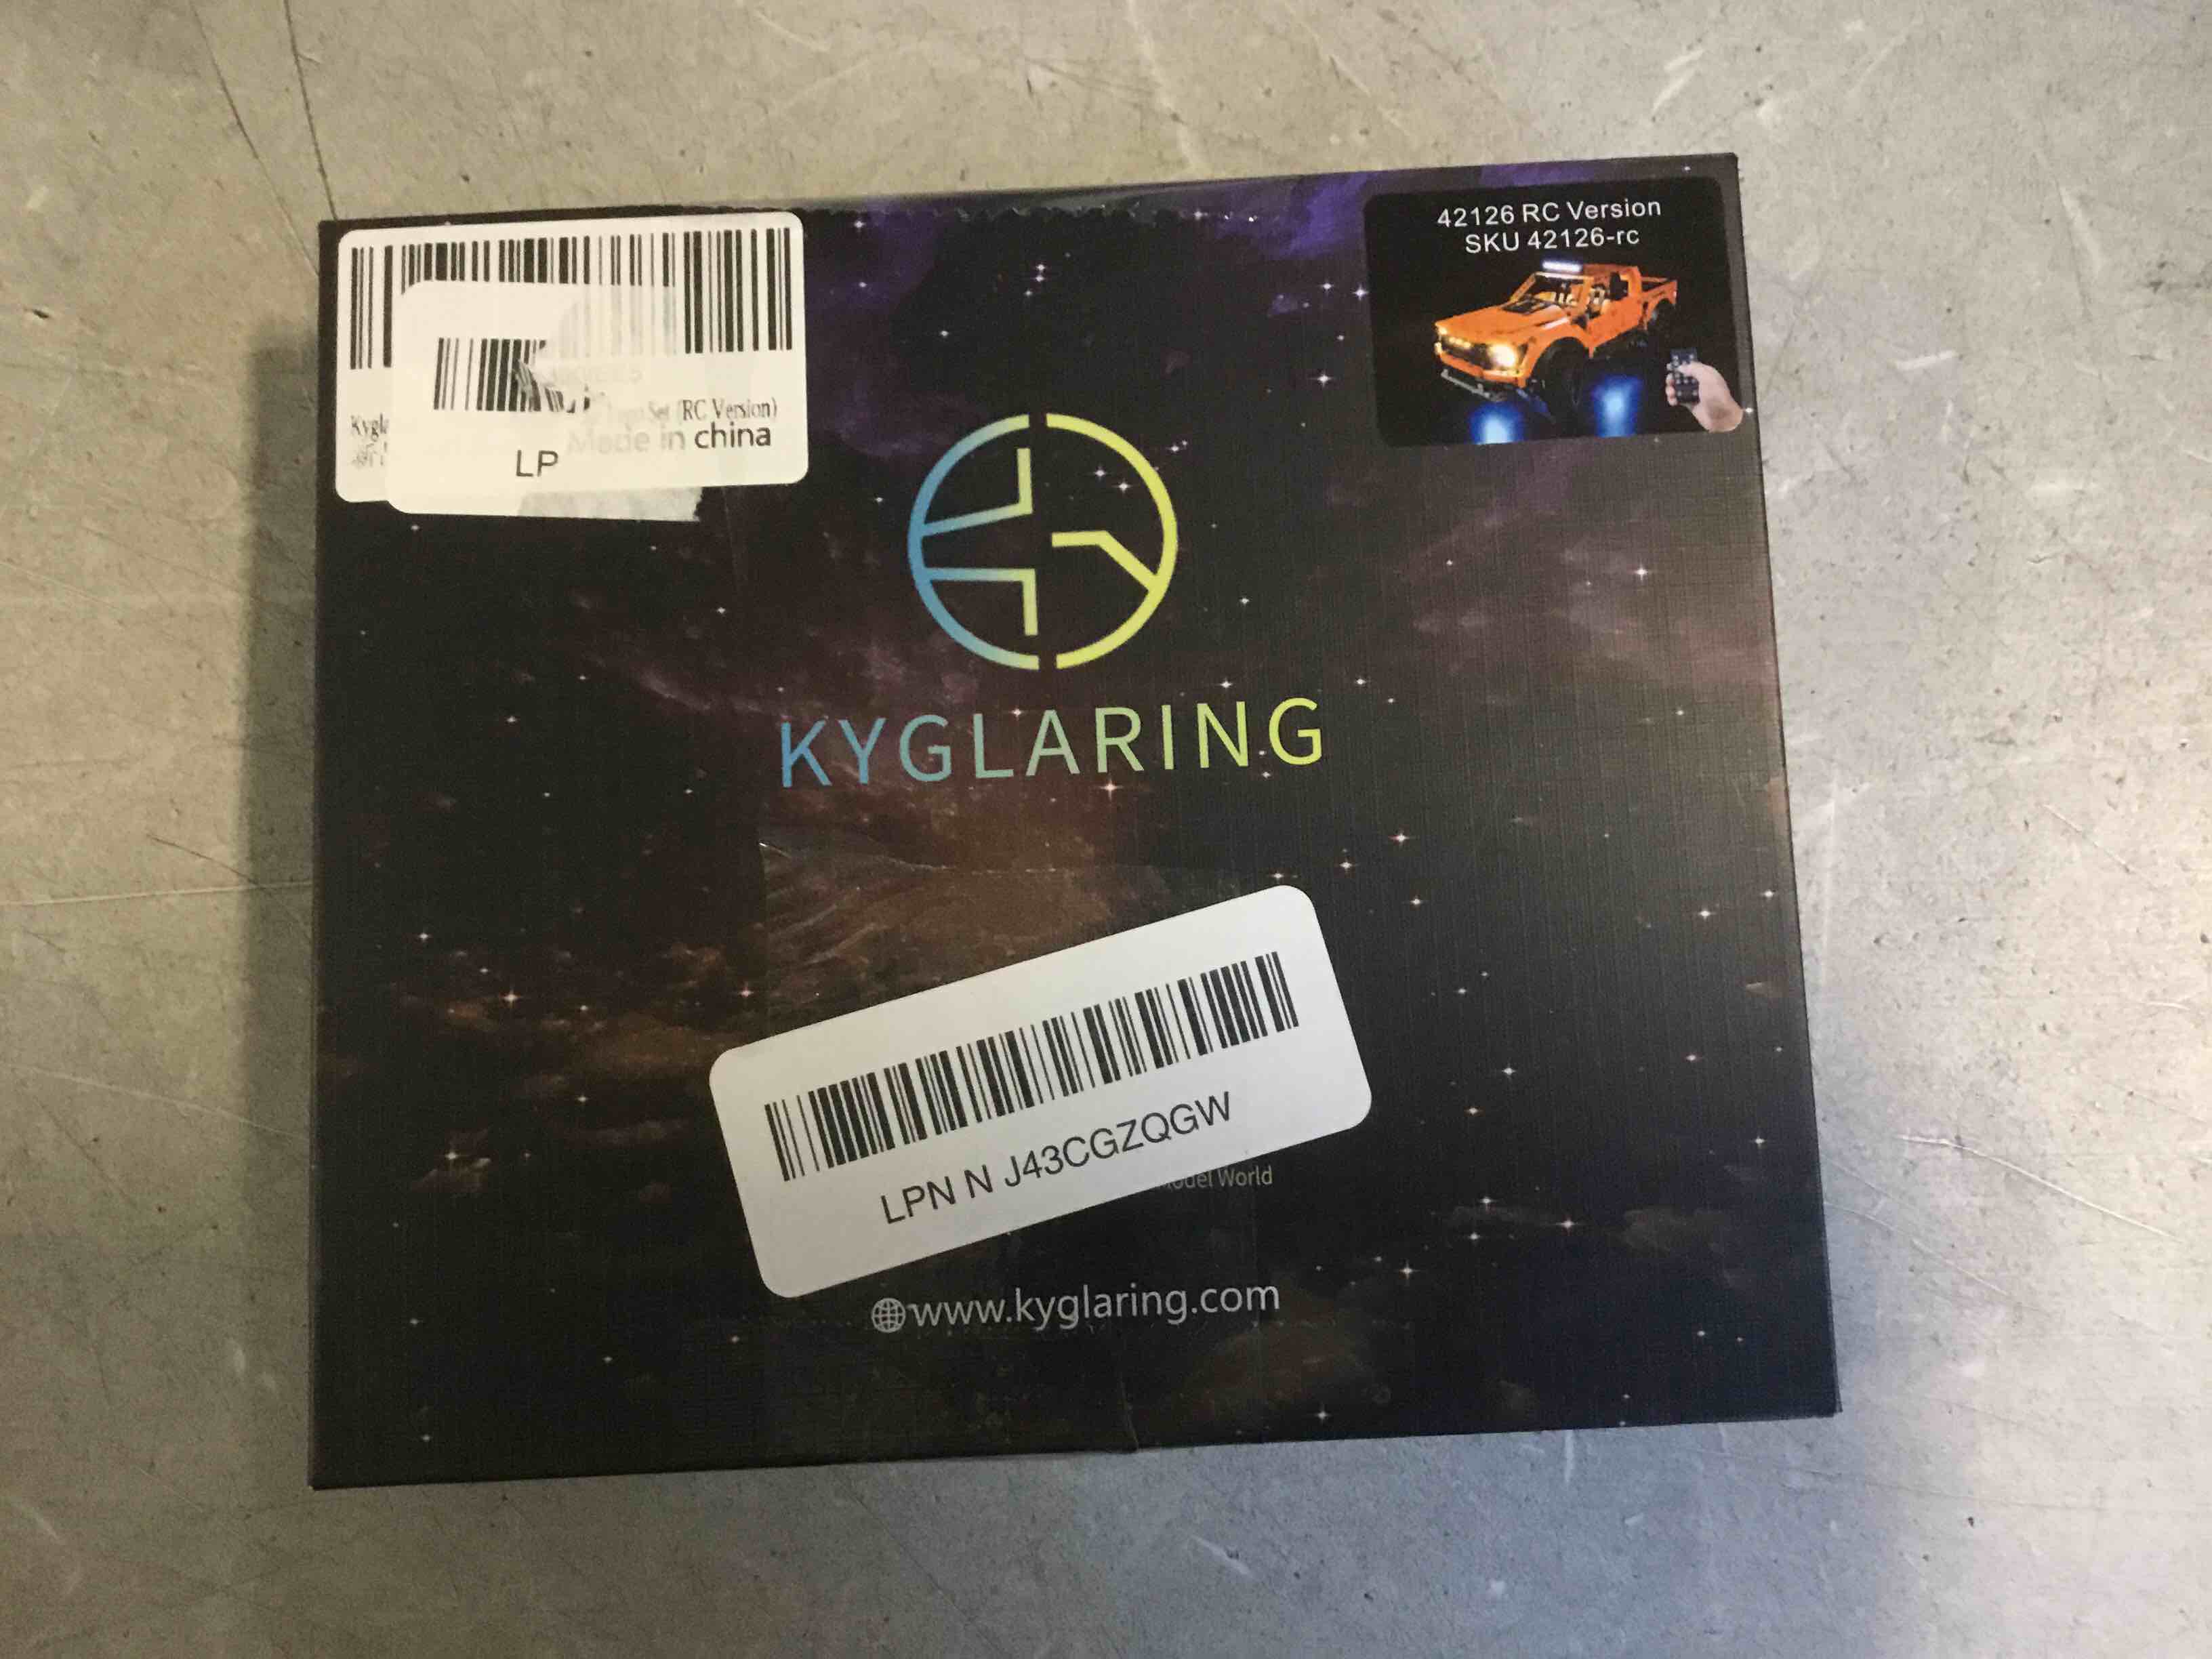 42126 RC Version
SKU 42126-rc
Set (RC Version)
Made in china
LP
KYGLARING
LPN N J43CGZQGW
World
www.kyglaring.com